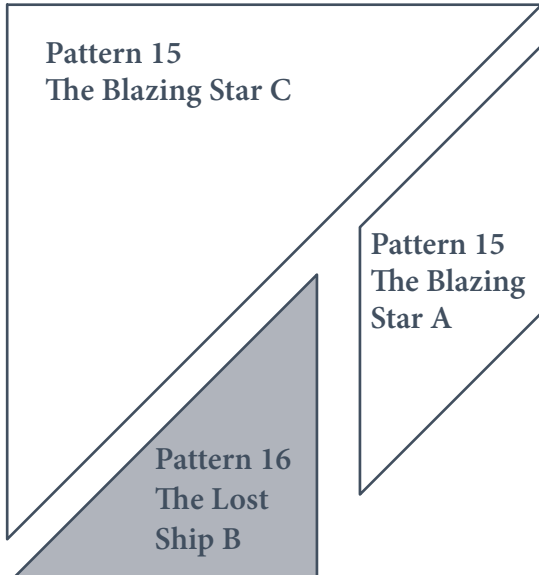 Pattern 15
The Blazing Star C
Pattern 15
The Blazing
Star A
Pattern 16
The Lost
Ship B